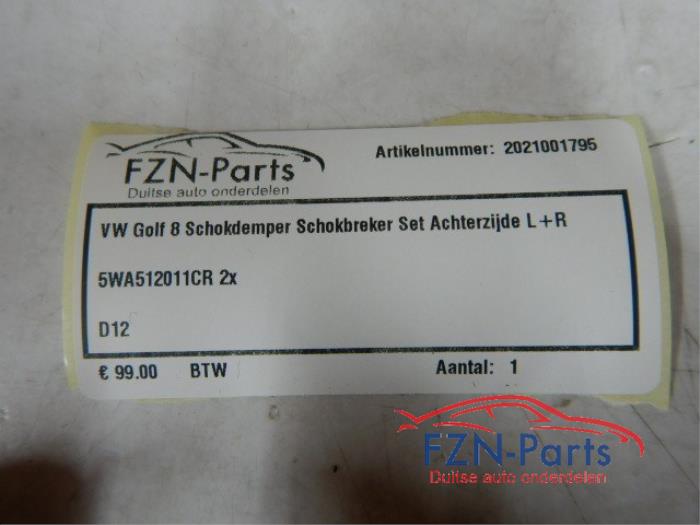 FZN-Parts
Duitse auto onderdelen
Artikelnummer: 2021001795
VW Golf 8 Schokdemper Schokbreker Set Achterzijde L+R
5WA512011CR 2x
D12
€ 99.00 BTW Aantal: 1
FZN-Parts
Duitse auto onderdelen